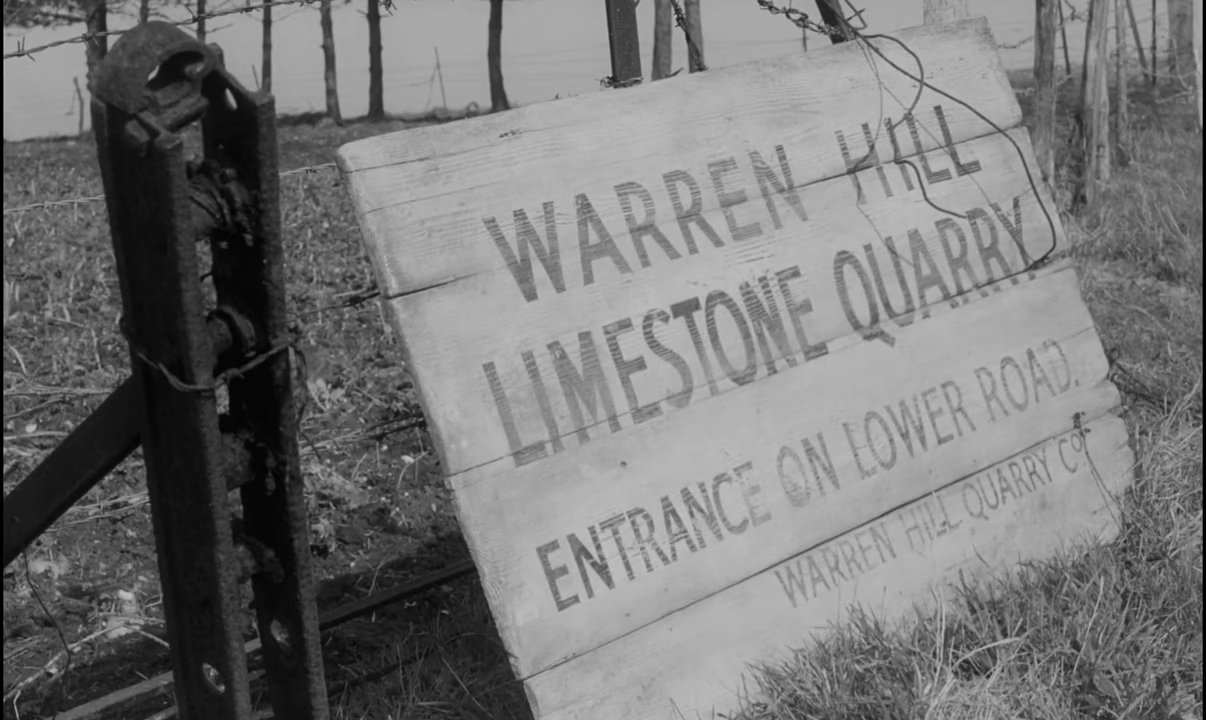 WARREN HILL
LIMESTONE QUARRY
ENTRANCE ON LOWER ROAD.
WARREN HILL QUARRY Co.